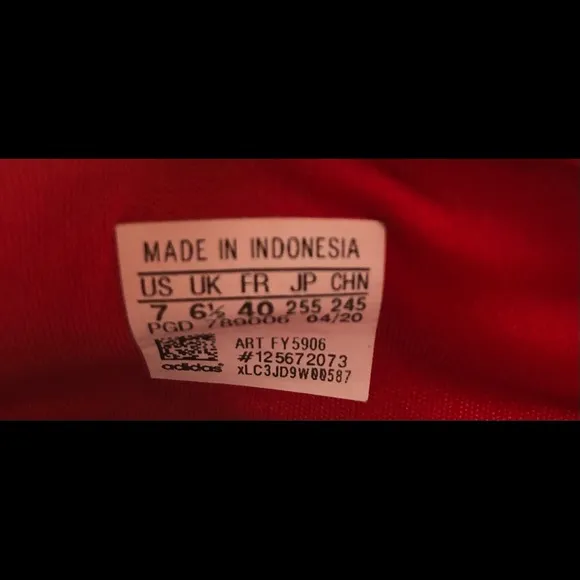 MADE IN INDONESIA
US UK FR JP CHN
7 6½ 40 255 245
PGD 789006 04/20
ART FY5906
#125672073
adidas xLC3JD9W00587